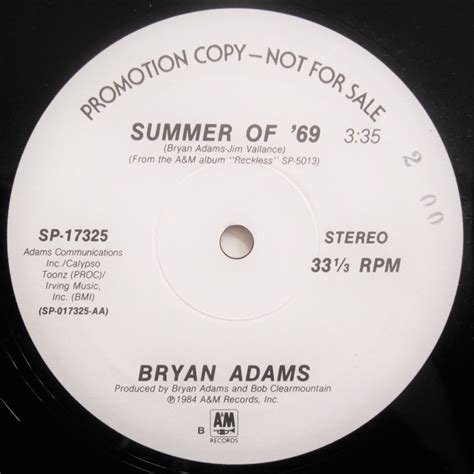 PROMOTION COPY—NOT FOR SALE
SUMMER OF '69 3:35
(Bryan Adams-Jim Vallance)
(From the A&M album "Reckless" SP-5013)
2 00
SP-17325
Adams Communications
Inc./Calypso
Toonz (PROC)/
Irving Music,
Inc. (BMI)
(SP-017325-AA)
STEREO
33 1/3 RPM
BRYAN ADAMS
Produced by Bryan Adams and Bob Clearmountain
℗1984 A&M Records, Inc.
B
A&M
RECORDS